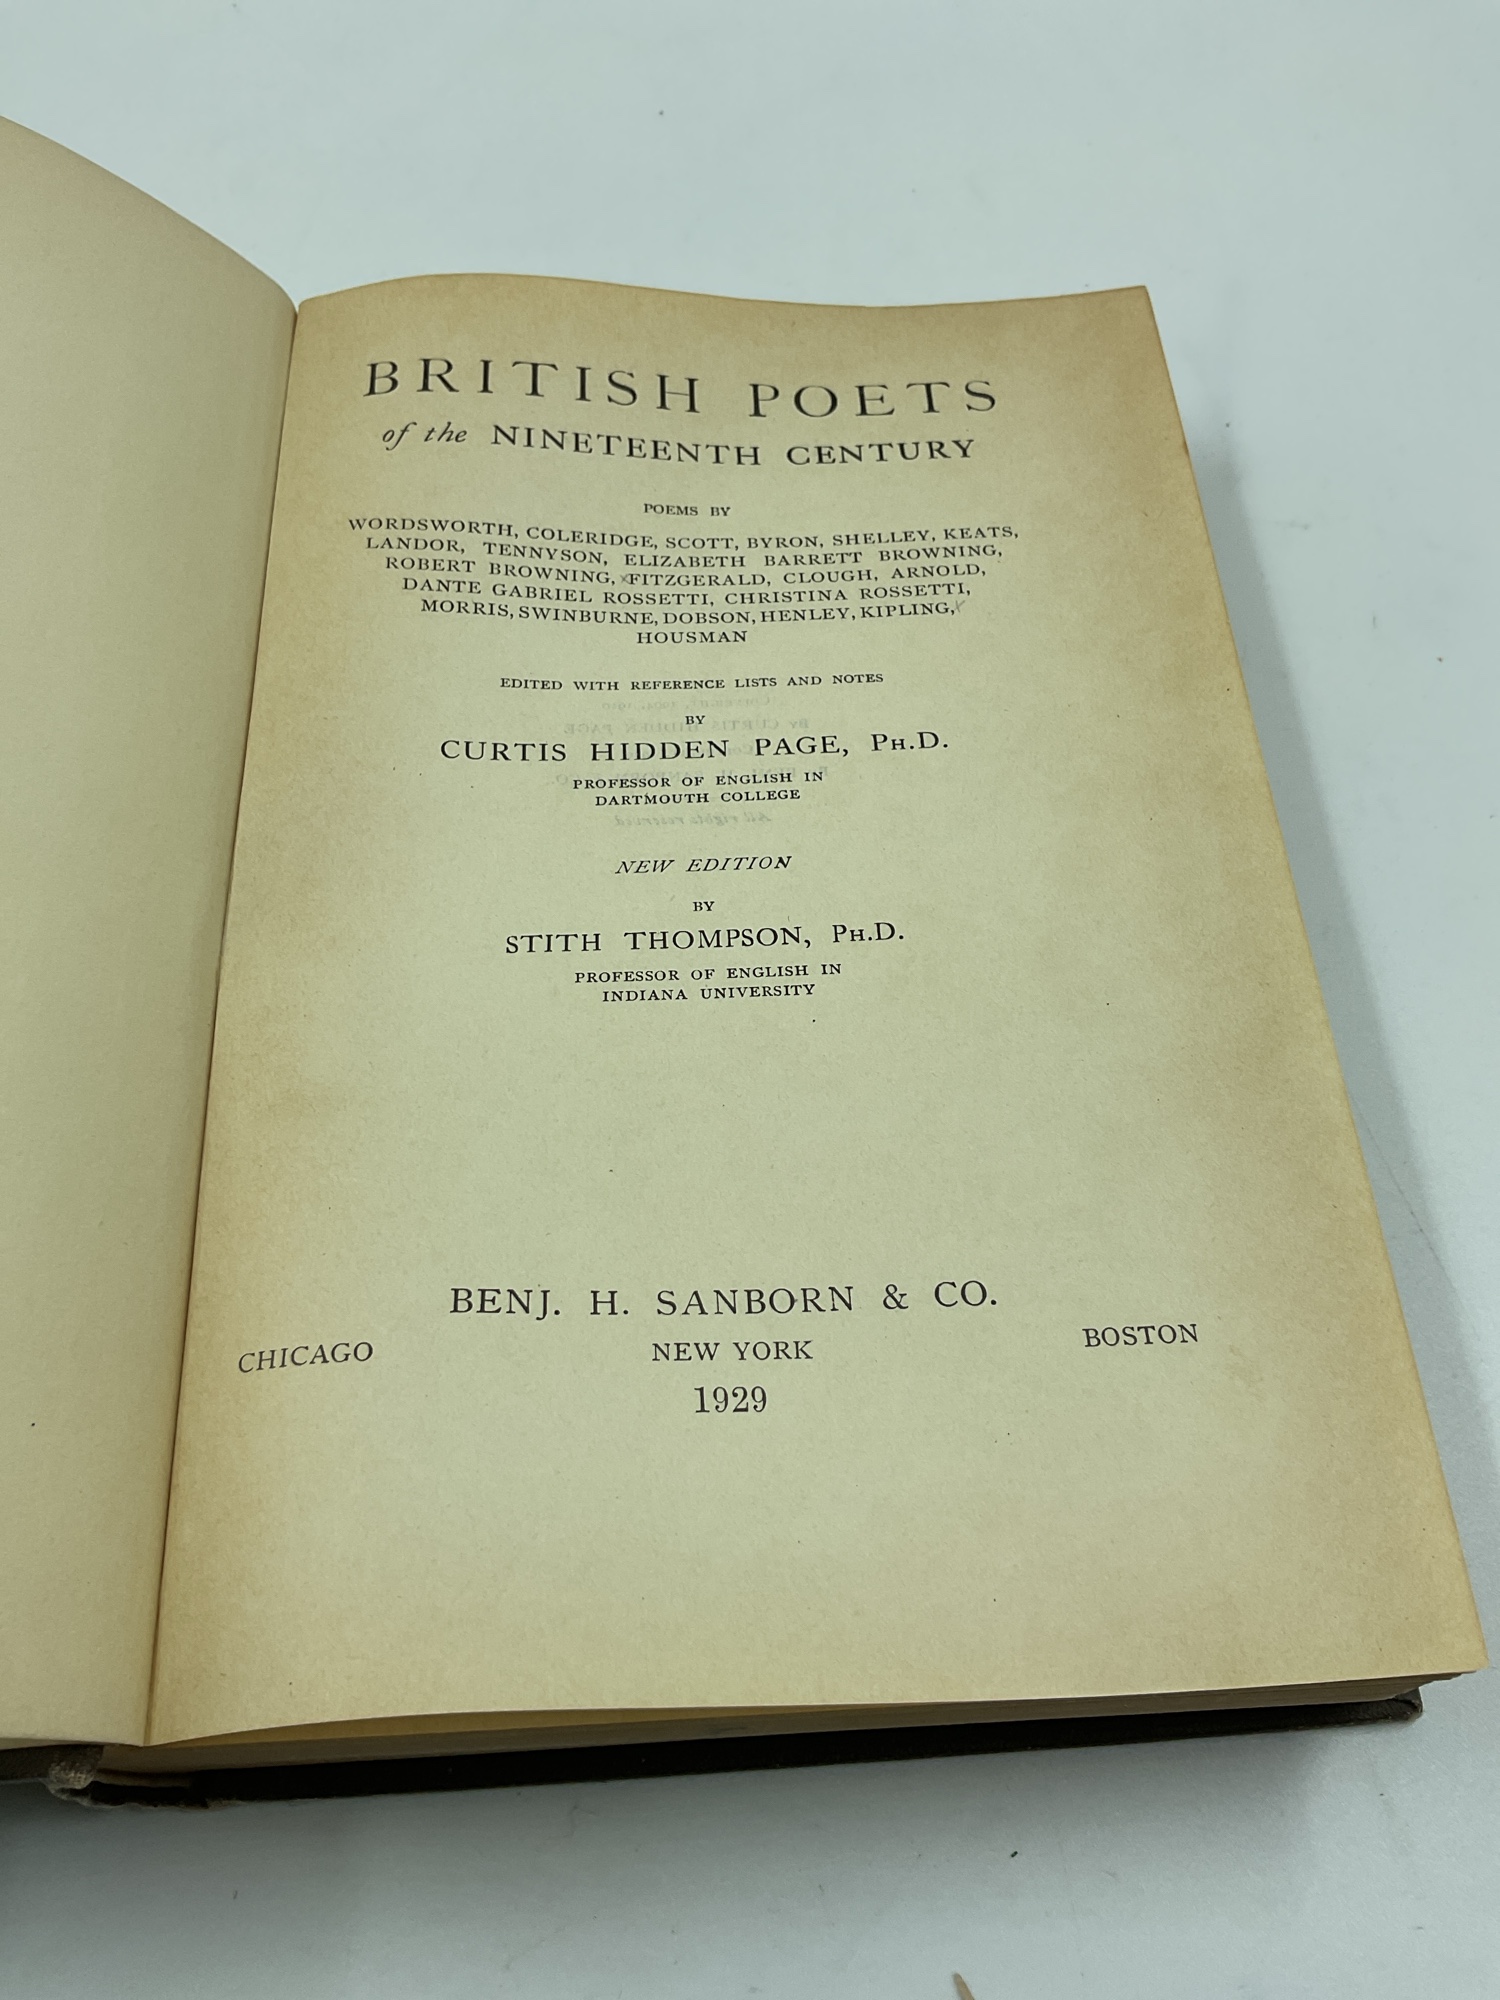 BRITISH POETS
of the NINETEENTH CENTURY
POEMS BY
WORDSWORTH, COLERIDGE, SCOTT, BYRON, SHELLEY, KEATS,
LANDOR, TENNYSON, ELIZABETH BARRETT BROWNING,
ROBERT BROWNING, FITZGERALD, CLOUGH, ARNOLD,
DANTE GABRIEL ROSSETTI, CHRISTINA ROSSETTI,
MORRIS, SWINBURNE, DOBSON, HENLEY, KIPLING,
HOUSMAN
EDITED WITH REFERENCE LISTS AND NOTES
BY
CURTIS HIDDEN PAGE, PH.D.
PROFESSOR OF ENGLISH IN
DARTMOUTH COLLEGE
NEW EDITION
BY
STITH THOMPSON, PH.D.
PROFESSOR OF ENGLISH IN
INDIANA UNIVERSITY
BENJ. H. SANBORN & CO.
CHICAGO NEW YORK BOSTON
1929